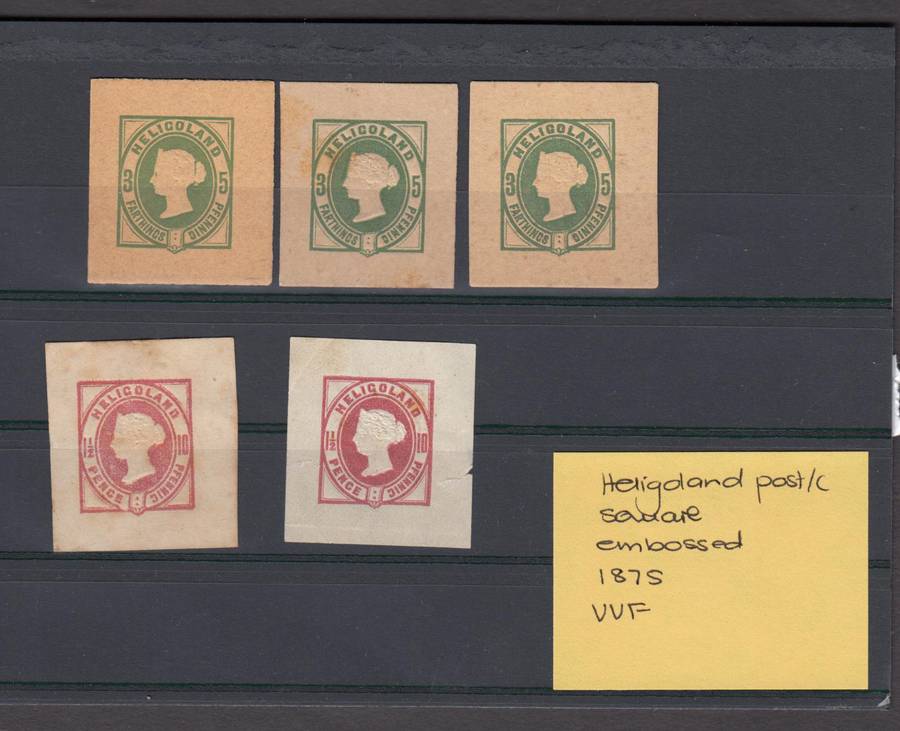 HELIGOLAND
3 5
FARTHINGS PFENNIG
HELIGOLAND
3 5
FARTHINGS PFENNIG
HELIGOLAND
3 5
FARTHINGS PFENNIG
HELIGOLAND
1½ 10
PENCE PFENNIG
HELIGOLAND
1½ 10
PENCE PFENNIG
Heligoland post/c
square
embossed
1875
VVF